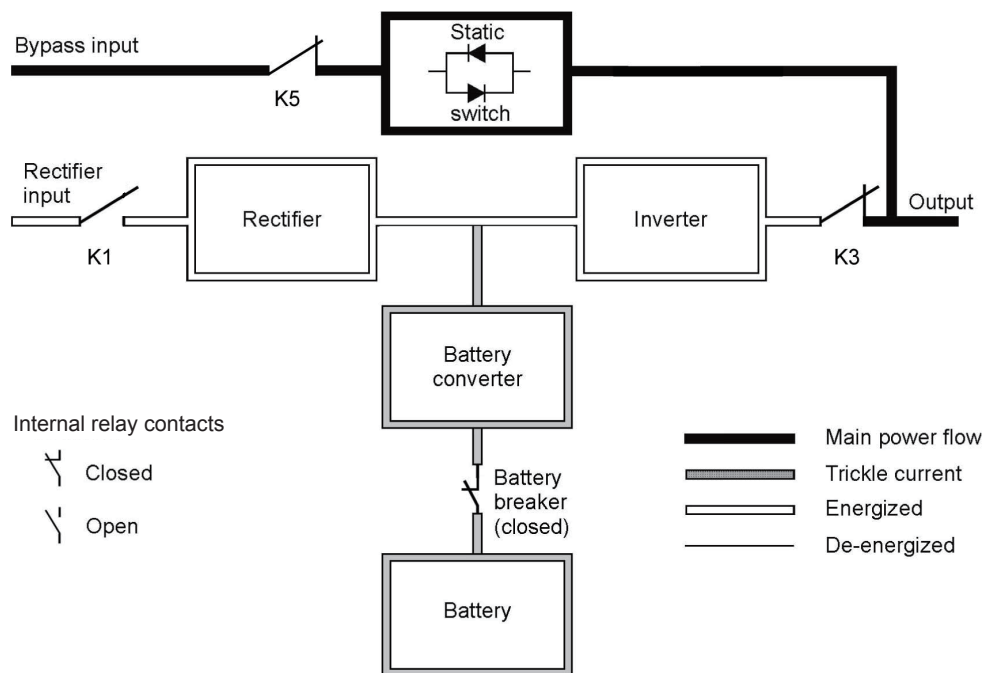 Bypass input
K5
Static
switch
Rectifier
input
K1
Rectifier
Inverter
K3
Output
Battery
converter
Internal relay contacts
Closed
Open
Battery
breaker
(closed)
Battery
Main power flow
Trickle current
Energized
De-energized